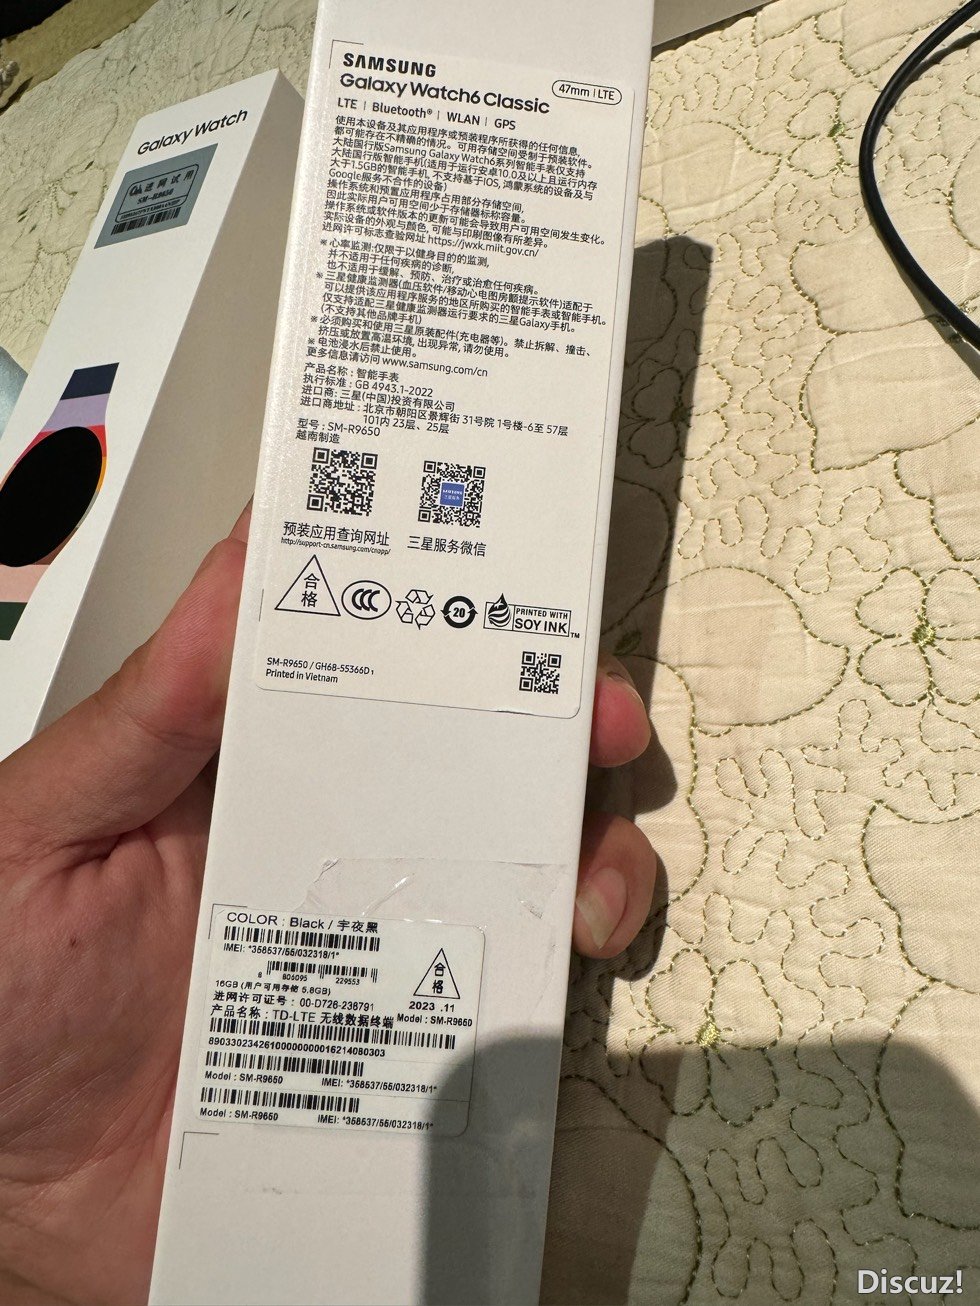 SAMSUNG
Galaxy Watch6 Classic
47mm | LTE
LTE | Bluetooth® | WLAN | GPS
使用本设备及其应用程序或预装程序所获得的任何信息,
都可能存在不精确的情况。可用存储空间受制于预装软件。
大陆国行版Samsung Galaxy Watch6系列智能手表仅支持
大陆国行版智能手机(适用于运行安卓10.0及以上且运行内存
大于1.5GB的智能手机, 不支持基于iOS, 鸿蒙系统的设备及与
Google服务不合作的设备)
操作系统和预置应用程序占用部分存储空间,
因此实际用户可用空间少于存储器标称容量。
操作系统或软件版本的更新可能会导致用户可用空间发生变化。
实际设备的外观与颜色, 可能与印刷图像有所差异。
进网许可标志查验网址 https://jwxk.miit.gov.cn/
※ 心率监测:仅限于以健身目的的监测,
并不适用于任何疾病的诊断,
也不适用于缓解、预防、治疗或治愈任何疾病。
※ 三星健康监测器(血压软件/移动心电图房颤提示软件)适配于
可以提供该应用程序服务的地区所购买的智能手表或智能手机。
仅支持适配三星健康监测器运行要求的三星Galaxy手机。
(不支持其他品牌手机)
※ 必须购买和使用三星原装配件(充电器等)。禁止拆解、撞击、
挤压或放置高温环境, 出现异常, 请勿使用。
※ 电池浸水后禁止使用。
更多信息请访问 www.samsung.com/cn
产品名称: 智能手表
执行标准: GB 4943.1-2022
进口商: 三星(中国)投资有限公司
进口商地址: 北京市朝阳区景辉街 31号院 1号楼-6至 57层
101内 23层、25层
型号: SM-R9650
越南制造
SAMSUNG
预装应用查询网址
http://support-cn.samsung.com/cnapp/
三星服务微信
合格
CCC
20
PRINTED WITH
SOY INK™
SM-R9650 / GH68-55366D 1
Printed in Vietnam
COLOR : Black / 宇夜黑
IMEI: *358537/55/032318/1*
8 806095 229553
16GB (用户可用存储 5.8GB)
合格
2023 .11
进网许可证号: 00-D726-238791
产品名称: TD-LTE 无线数据终端
Model : SM-R9650
89033023426100000000016214080303
Model : SM-R9650 IMEI: *358537/55/032318/1*
Model : SM-R9650 IMEI: *358537/55/032318/1*
Galaxy Watch
进网试用
SM-R9650
Discuz!